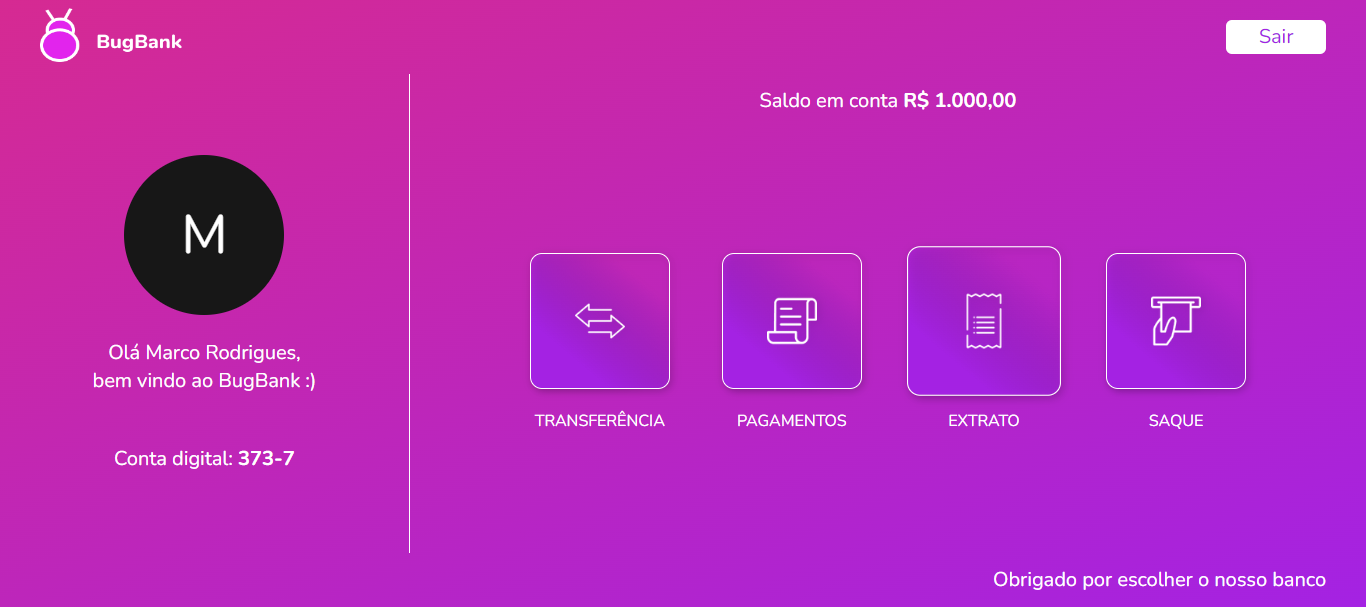 BugBank
Sair
Saldo em conta R$ 1.000,00
M
Olá Marco Rodrigues,
bem vindo ao BugBank :)
Conta digital: 373-7
TRANSFERÊNCIA
PAGAMENTOS
EXTRATO
SAQUE
Obrigado por escolher o nosso banco